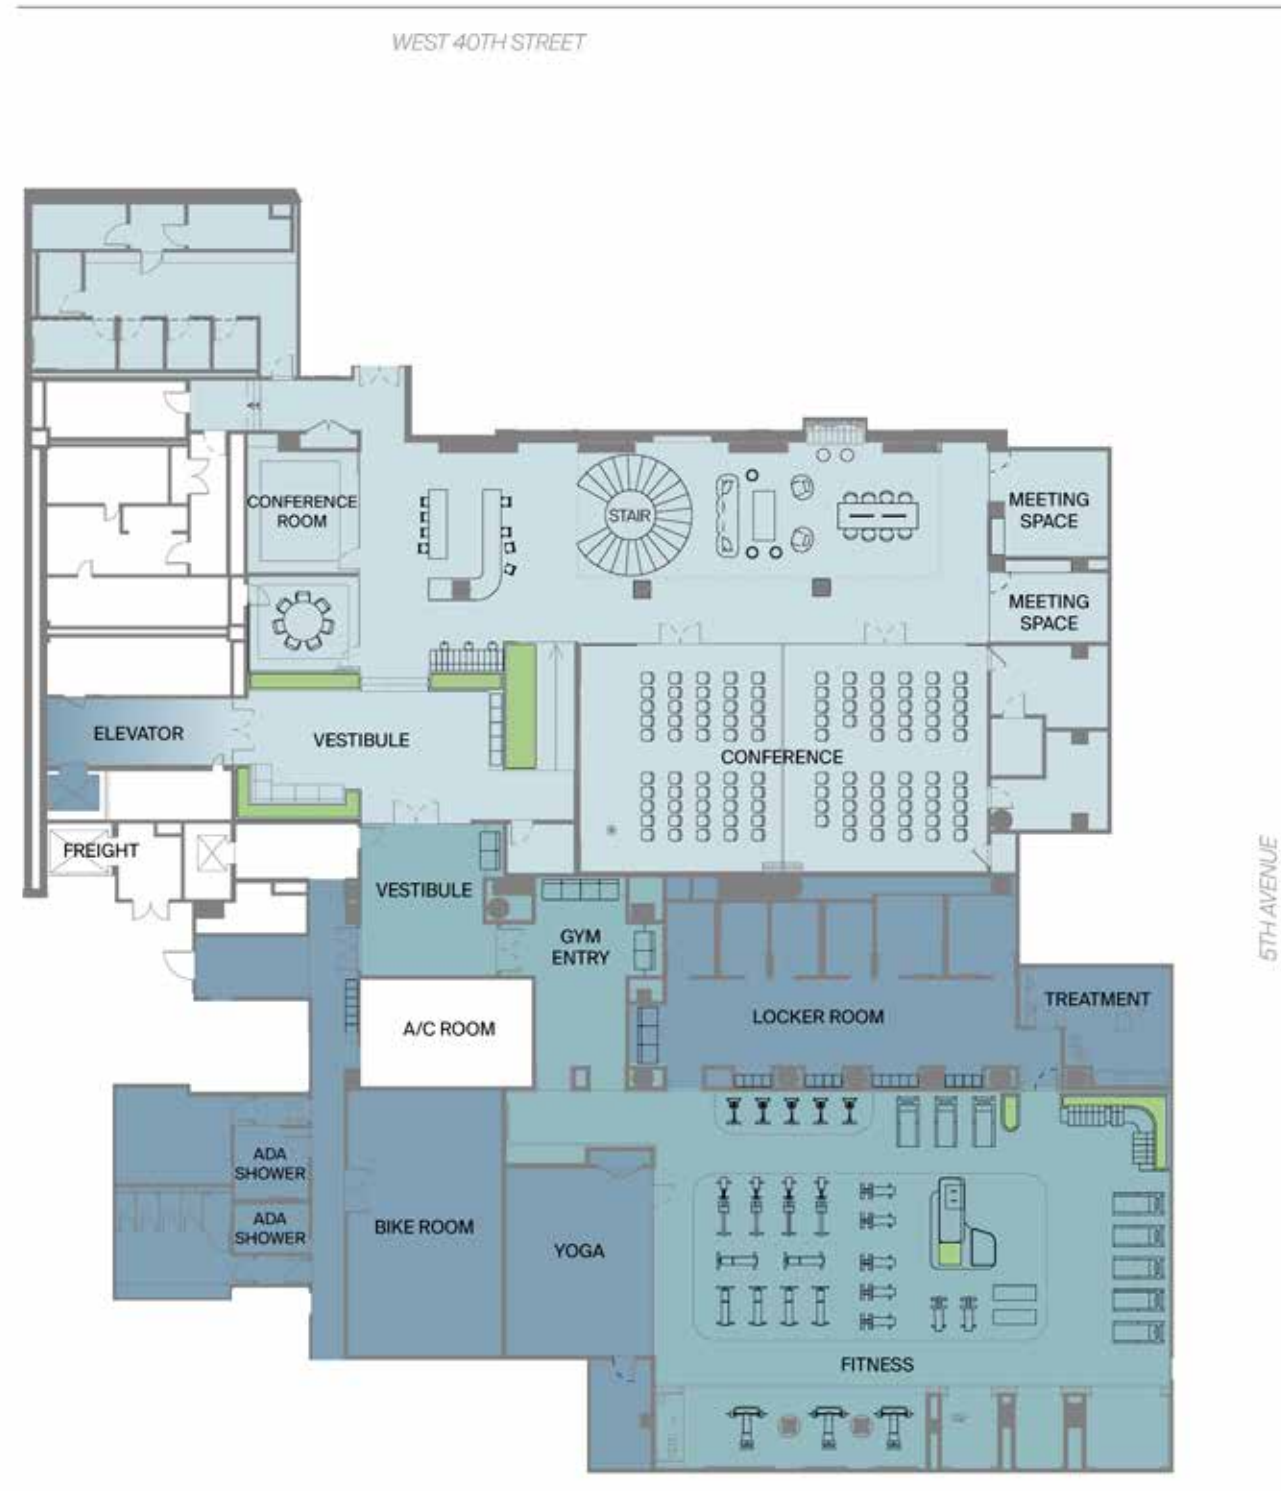 WEST 40TH STREET
CONFERENCE
ROOM
STAIR
MEETING
SPACE
MEETING
SPACE
ELEVATOR
VESTIBULE
CONFERENCE
FREIGHT
VESTIBULE
5TH AVENUE
GYM
ENTRY
TREATMENT
LOCKER ROOM
A/C ROOM
ADA
SHOWER
ADA
SHOWER
BIKE ROOM
YOGA
FITNESS